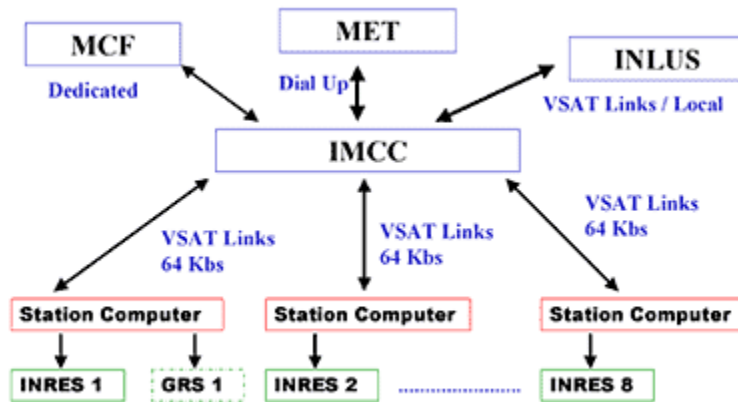 MCF
MET
INLUS
Dedicated
Dial Up
VSAT Links / Local
IMCC
VSAT Links
64 Kbs
VSAT Links
64 Kbs
VSAT Links
64 Kbs
Station Computer
Station Computer
Station Computer
INRES 1
GRS 1
INRES 2
INRES 8